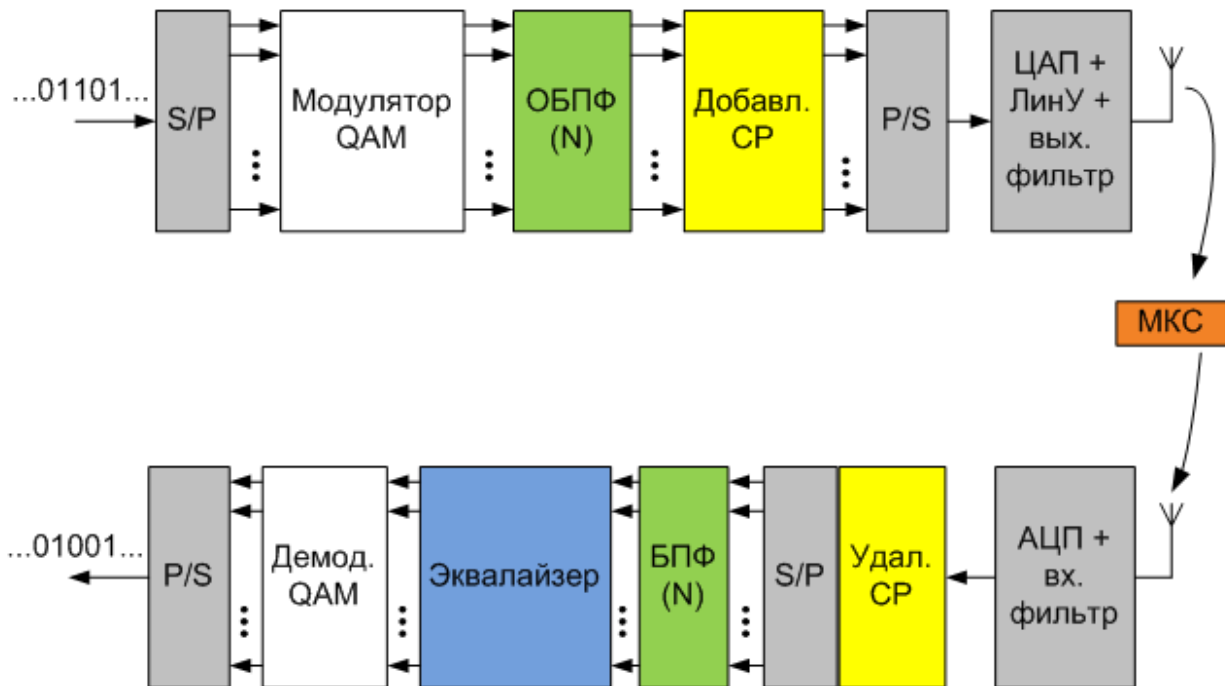 ...01101...
S/P
Модулятор
QAM
ОБПФ
(N)
Добавл.
CP
P/S
ЦАП +
ЛинУ +
вых.
фильтр
МКС
...01001...
P/S
Демод.
QAM
Эквалайзер
БПФ
(N)
S/P
Удал.
CP
АЦП +
вх.
фильтр